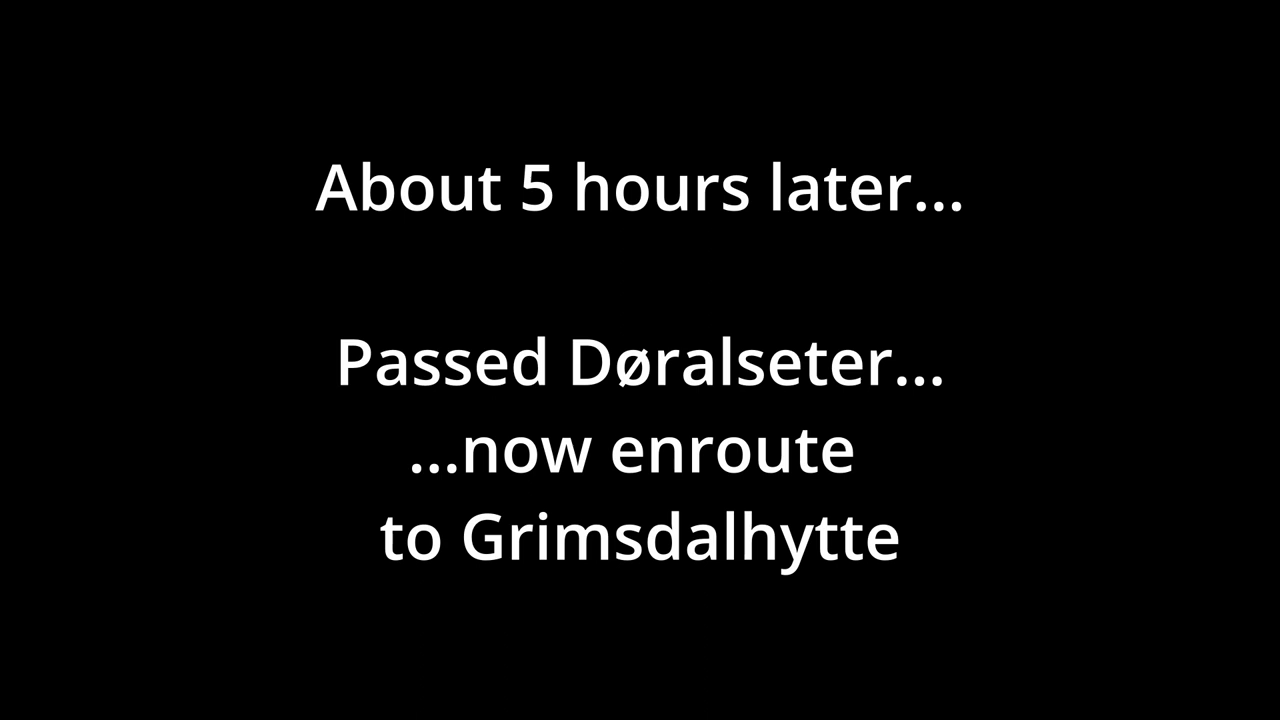 About 5 hours later...
Passed Døralseter...
...now enroute
to Grimsdalhytte